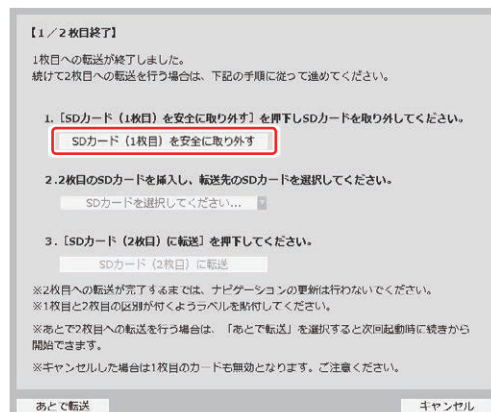 【1／2枚目終了】
1枚目への転送が終了しました。
続けて2枚目への転送を行う場合は、下記の手順に従って進めてください。
1.［SDカード（1枚目）を安全に取り外す］を押下しSDカードを取り外してください。
SDカード（1枚目）を安全に取り外す
2.2枚目のSDカードを挿入し、転送先のSDカードを選択してください。
SDカードを選択してください...
3.［SDカード（2枚目）に転送］を押下してください。
SDカード（2枚目）に転送
※2枚目への転送が完了するまでは、ナビゲーションの更新は行わないでください。
※1枚目と2枚目の区別が付くようラベルを貼付してください。
※あとで2枚目への転送を行う場合は、「あとで転送」を選択すると次回起動時に続きから
開始できます。
※キャンセルした場合は1枚目のカードも無効となります。ご注意ください。
あとで転送
キャンセル